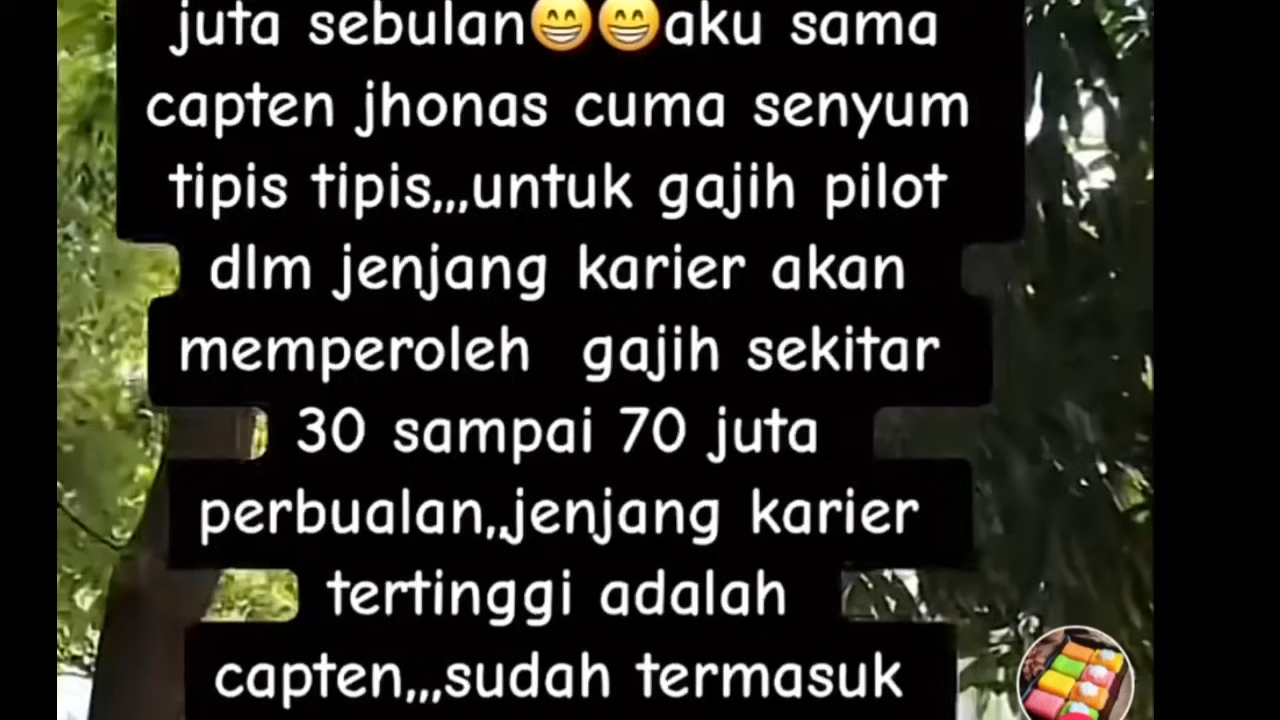 juta sebulan😁😁aku sama
capten jhonas cuma senyum
tipis tipis,,,untuk gajih pilot
dlm jenjang karier akan
memperoleh gajih sekitar
30 sampai 70 juta
perbualan,,jenjang karier
tertinggi adalah
capten,,,sudah termasuk